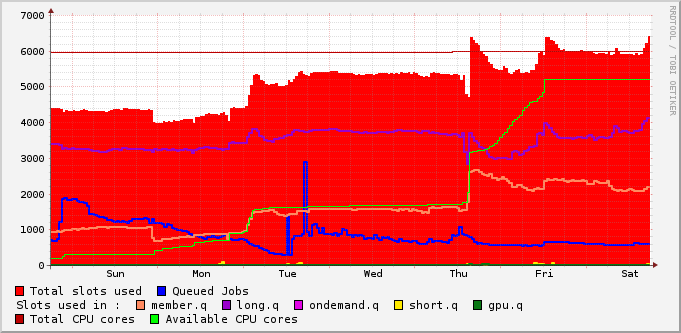 RRDTOOL / TOBI OETIKER
7000
6000
5000
4000
3000
2000
1000
0
Sun Mon Tue Wed Thu Fri Sat
Total slots used Queued Jobs
Slots used in : member.q long.q ondemand.q short.q gpu.q
Total CPU cores Available CPU cores